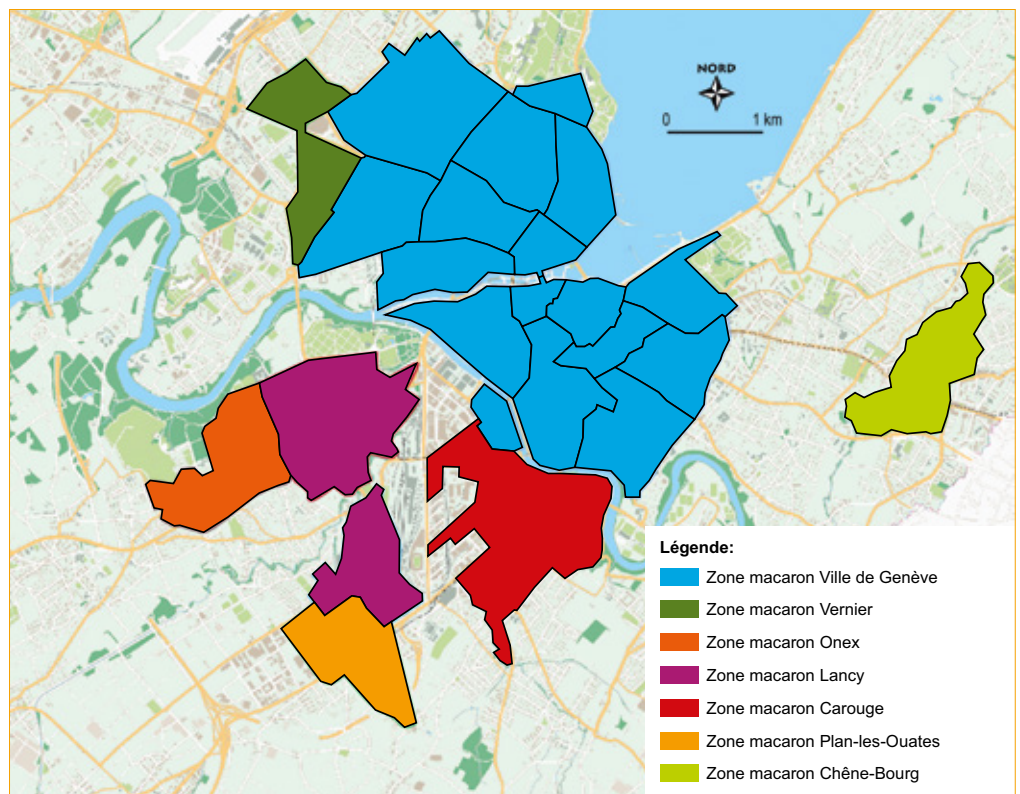 NORD
0 1 km
Légende:
Zone macaron Ville de Genève
Zone macaron Vernier
Zone macaron Onex
Zone macaron Lancy
Zone macaron Carouge
Zone macaron Plan-les-Ouates
Zone macaron Chêne-Bourg